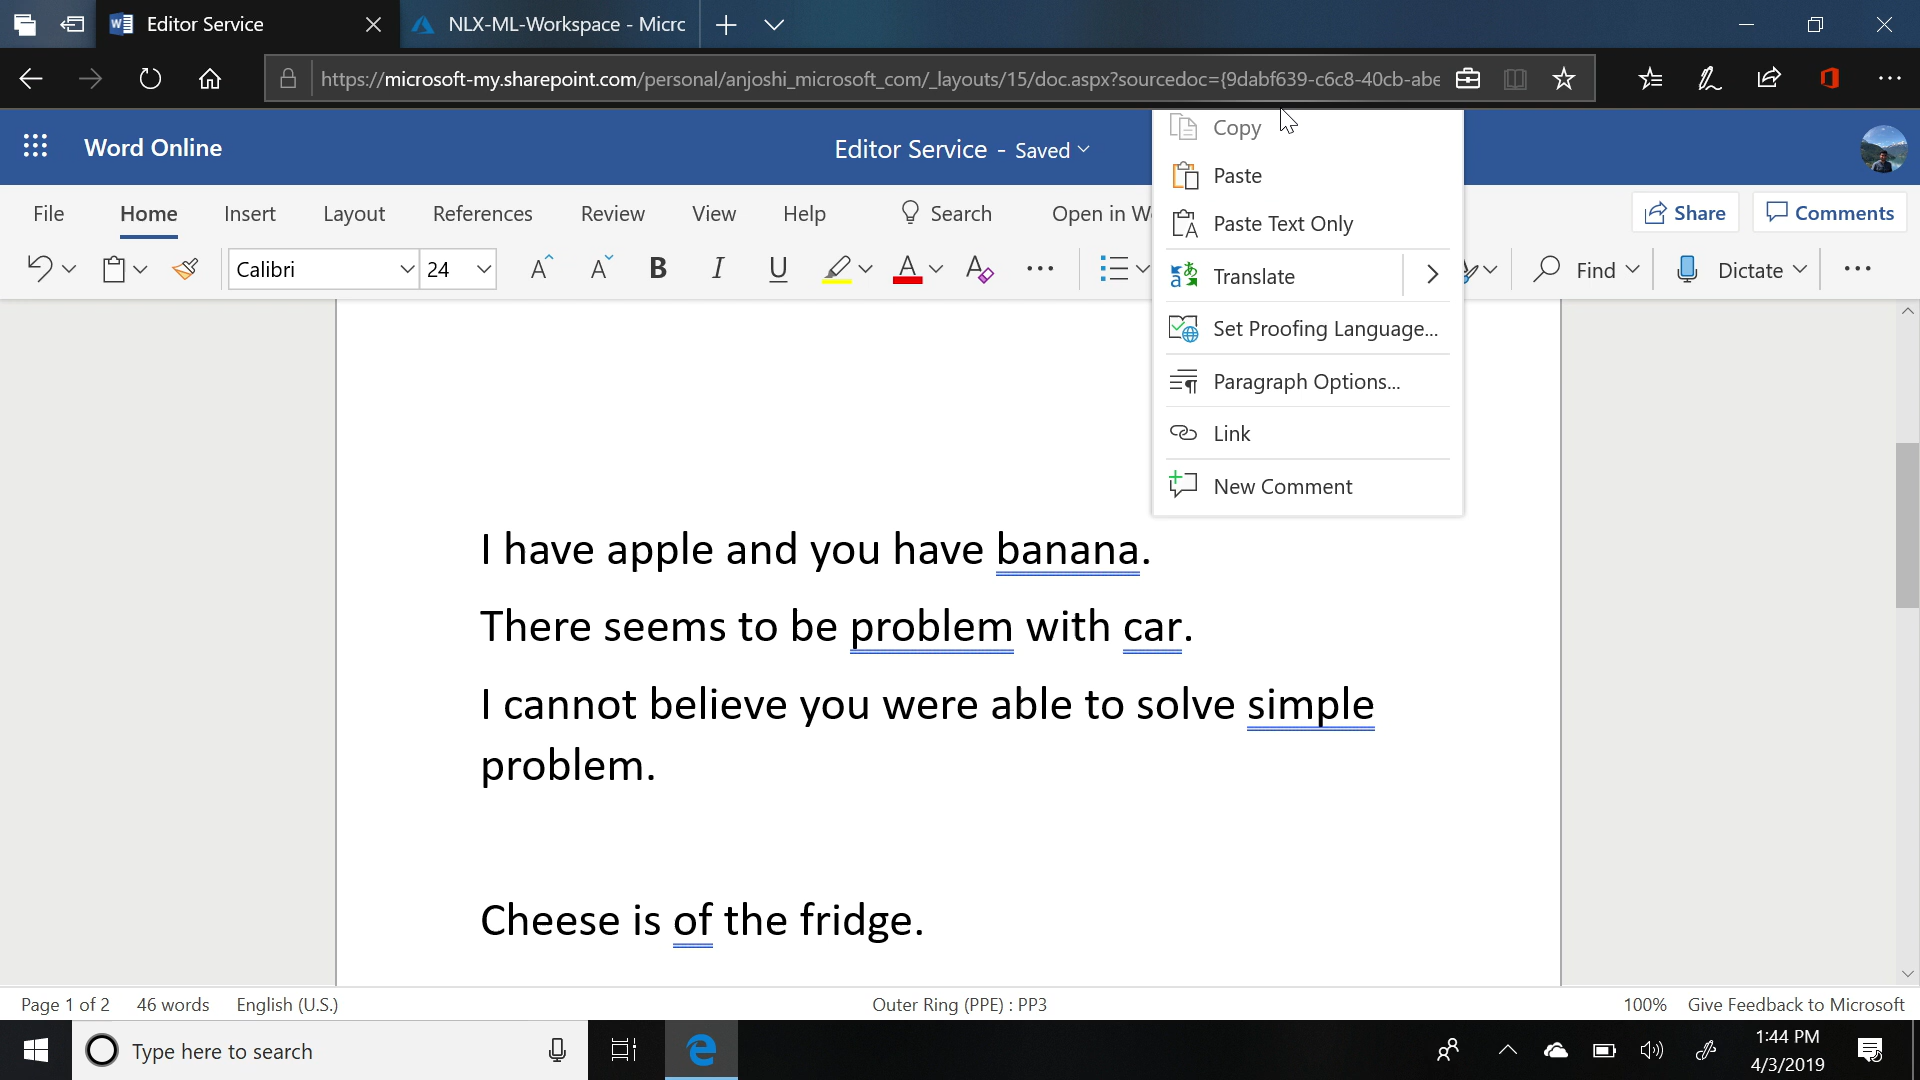 Editor Service
NLX-ML-Workspace - Micrc
https://microsoft-my.sharepoint.com/personal/anjoshi_microsoft_com/_layouts/15/doc.aspx?sourcedoc={9dabf639-c6c8-40cb-abe
Word Online
Editor Service - Saved
File Home Insert Layout References Review View Help Search Open in W
Share Comments
Calibri 24 B I U A Find Dictate
Copy
Paste
Paste Text Only
Translate
Set Proofing Language...
Paragraph Options...
Link
New Comment
I have apple and you have banana.
There seems to be problem with car.
I cannot believe you were able to solve simple
problem.
Cheese is of the fridge.
Page 1 of 2 46 words English (U.S.) Outer Ring (PPE) : PP3 100% Give Feedback to Microsoft
Type here to search
1:44 PM
4/3/2019